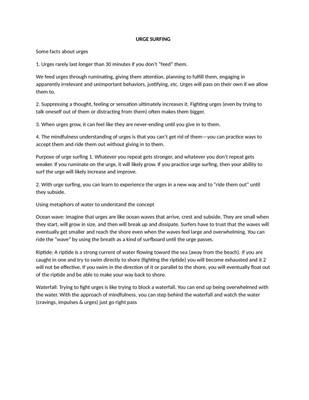 URGE SURFING
Some facts about urges
1. Urges rarely last longer than 30 minutes if you don't "feed" them.
We feed urges through ruminating, giving them attention, planning to fulfill them, engaging in
apparently irrelevant and unimportant behaviors, justifying, etc. Urges will pass on their own if we allow
them to.
2. Suppressing a thought, feeling or sensation ultimately increases it. Fighting urges (even by trying to
talk oneself out of them or distracting from them) often makes them bigger.
3. When urges grow, it can feel like they are never-ending until you give in to them.
4. The mindfulness understanding of urges is that you can't get rid of them—you can practice ways to
accept them and ride them out without giving in to them.
Purpose of urge surfing 1. Whatever you repeat gets stronger, and whatever you don't repeat gets
weaker. If you ruminate on the urge, it will likely grow. If you practice urge surfing, then your ability to
surf the urge will likely increase and improve.
2. With urge surfing, you can learn to experience the urges in a new way and to "ride them out" until
they subside.
Using metaphors of water to understand the concept
Ocean wave: Imagine that urges are like ocean waves that arrive, crest and subside. They are small when
they start, will grow in size, and then will break up and dissipate. Surfers have to trust that the waves will
eventually get smaller and reach the shore even when the waves feel large and overwhelming. You can
ride the "wave" by using the breath as a kind of surfboard until the urge passes.
Riptide: A riptide is a strong current of water flowing toward the sea (away from the beach). If you are
caught in one and try to swim directly to shore (fighting the riptide) you will become exhausted and it 2
will not be effective. If you swim in the direction of it or parallel to the shore, you will eventually float out
of the riptide and be able to make your way back to shore.
Waterfall: Trying to fight urges is like trying to block a waterfall. You can end up being overwhelmed with
the water. With the approach of mindfulness, you can step behind the waterfall and watch the water
(cravings, impulses & urges) just go right pass